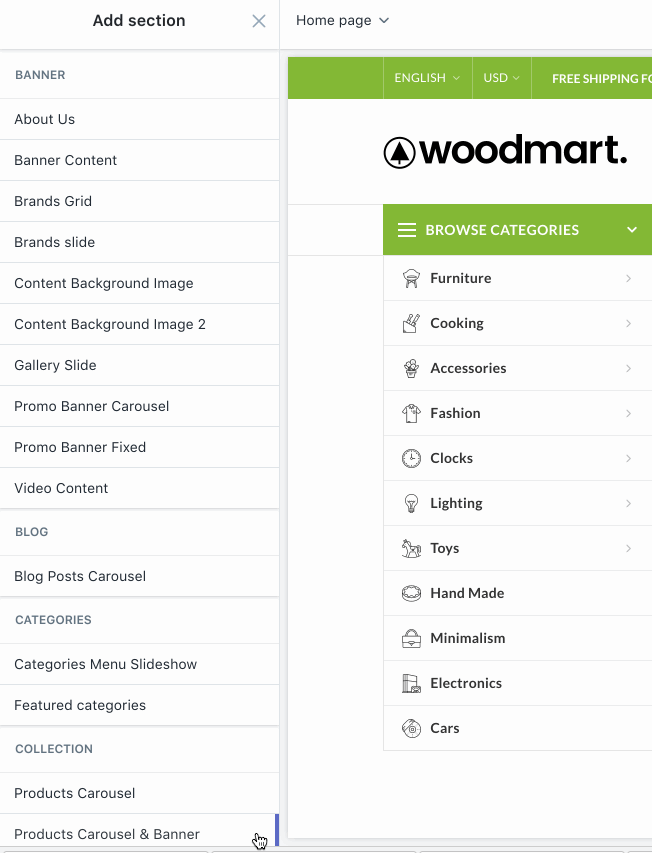 Add section
BANNER
About Us
Banner Content
Brands Grid
Brands slide
Content Background Image
Content Background Image 2
Gallery Slide
Promo Banner Carousel
Promo Banner Fixed
Video Content
BLOG
Blog Posts Carousel
CATEGORIES
Categories Menu Slideshow
Featured categories
COLLECTION
Products Carousel
Products Carousel & Banner
Home page
ENGLISH USD FREE SHIPPING FO
woodmart.
BROWSE CATEGORIES
Furniture
Cooking
Accessories
Fashion
Clocks
Lighting
Toys
Hand Made
Minimalism
Electronics
Cars